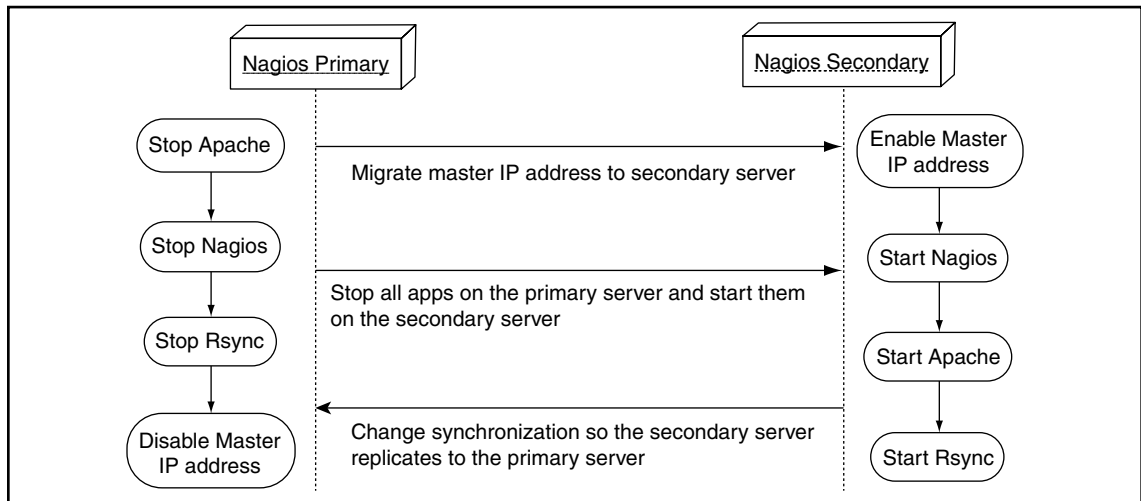 Nagios Primary
Nagios Secondary
Stop Apache
Migrate master IP address to secondary server
Enable Master
IP address
Stop Nagios
Start Nagios
Stop all apps on the primary server and start them
on the secondary server
Stop Rsync
Start Apache
Change synchronization so the secondary server
replicates to the primary server
Disable Master
IP address
Start Rsync